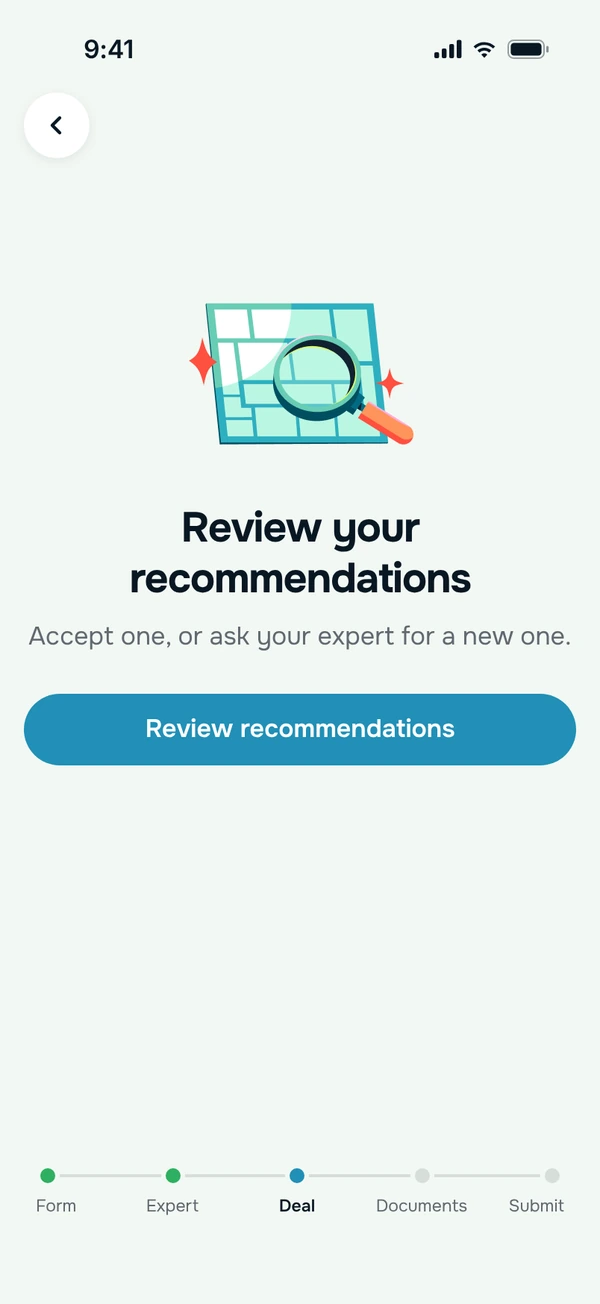 9:41
Review your
recommendations
Accept one, or ask your expert for a new one.
Review recommendations
Form Expert Deal Documents Submit